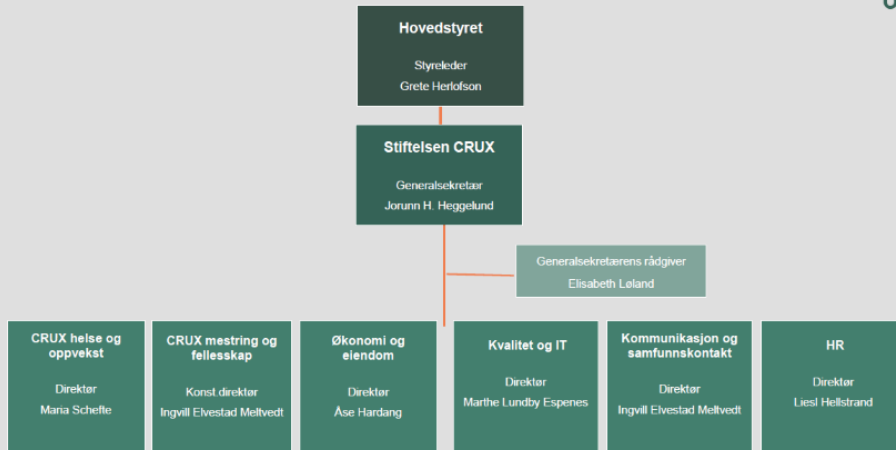 Hovedstyret
Styreleder
Grete Herlofson
Stiftelsen CRUX
Generalsekretær
Jorunn H. Heggelund
Generalsekretærens rådgiver
Elisabeth Løland
CRUX helse og
oppvekst
Direktør
Maria Schefte
CRUX mestring og
fellesskap
Konst.direktør
Ingvill Elvestad Meltvedt
Økonomi og
eiendom
Direktør
Åse Hardang
Kvalitet og IT
Direktør
Marthe Lundby Espenes
Kommunikasjon og
samfunnskontakt
Direktør
Ingvill Elvestad Meltvedt
HR
Direktør
Liesl Hellstrand